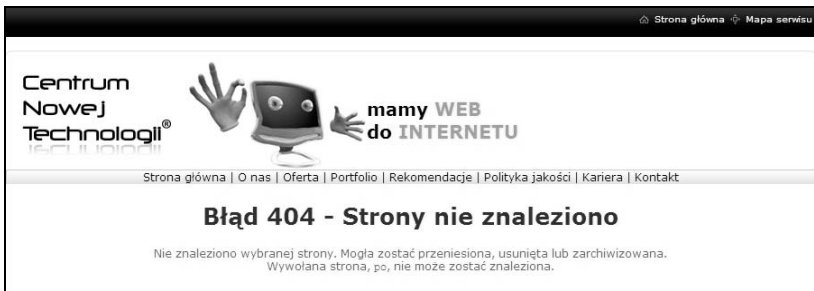 Strona główna Mapa serwisu
Centrum
Nowej
Technologii®
mamy WEB
do INTERNETU
Strona główna | O nas | Oferta | Portfolio | Rekomendacje | Polityka jakości | Kariera | Kontakt
Błąd 404 - Strony nie znaleziono
Nie znaleziono wybranej strony. Mogła zostać przeniesiona, usunięta lub zarchiwizowana.
Wywołana strona, po, nie może zostać znaleziona.